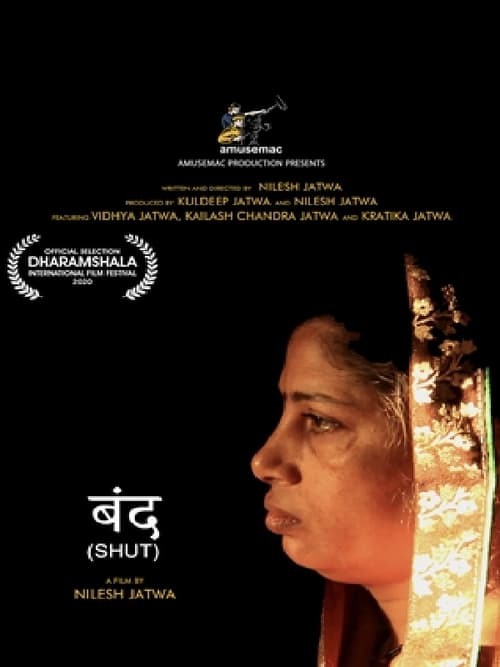 amusemac
AMUSEMAC PRODUCTION PRESENTS
WRITTEN AND DIRECTED BY NILESH JATWA
PRODUCED BY KULDEEP JATWA AND NILESH JATWA
FEATURING VIDHYA JATWA, KAILASH CHANDRA JATWA AND KRATIKA JATWA
OFFICIAL SELECTION
DHARAMSHALA
INTERNATIONAL FILM FESTIVAL
2020
बंद
(SHUT)
A FILM BY
NILESH JATWA